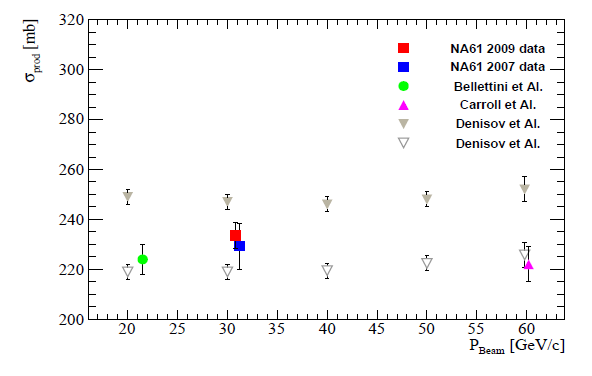 σprod [mb]
320
300
280
260
240
220
200
NA61 2009 data
NA61 2007 data
Bellettini et Al.
Carroll et Al.
Denisov et Al.
Denisov et Al.
20 25 30 35 40 45 50 55 60
PBeam [GeV/c]